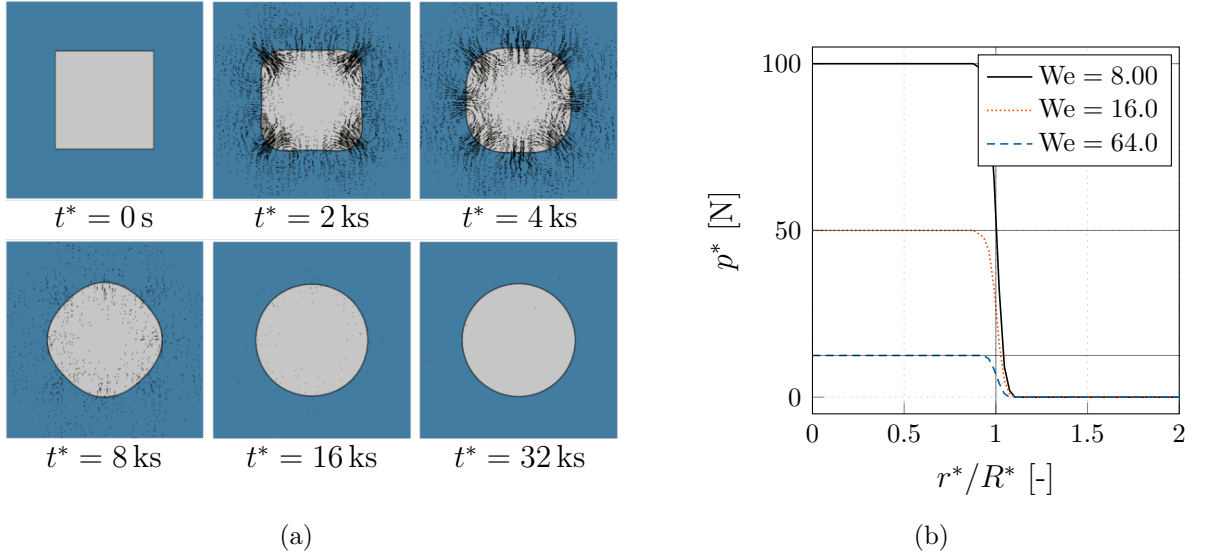 t* = 0 s
t* = 2 ks
t* = 4 ks
t* = 8 ks
t* = 16 ks
t* = 32 ks
(a)
100
50
0
p* [N]
We = 8.00
We = 16.0
We = 64.0
0
0.5
1
1.5
2
r*/R* [-]
(b)